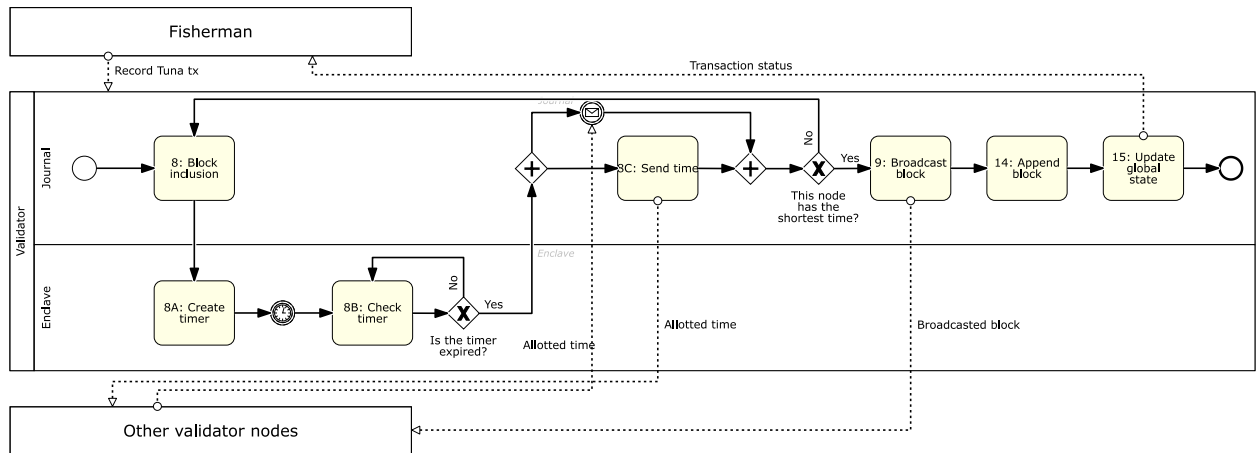 Fisherman
Record Tuna tx
Transaction status
Validator
Journal
Journal
8: Block
inclusion
3C: Send time
No
Yes
This node
has the
shortest time?
9: Broadcast
block
14: Append
block
15: Update
global
state
Enclave
Enclave
8A: Create
timer
8B: Check
timer
No
Yes
Is the timer
expired?
Allotted time
Allotted time
Broadcasted block
Other validator nodes